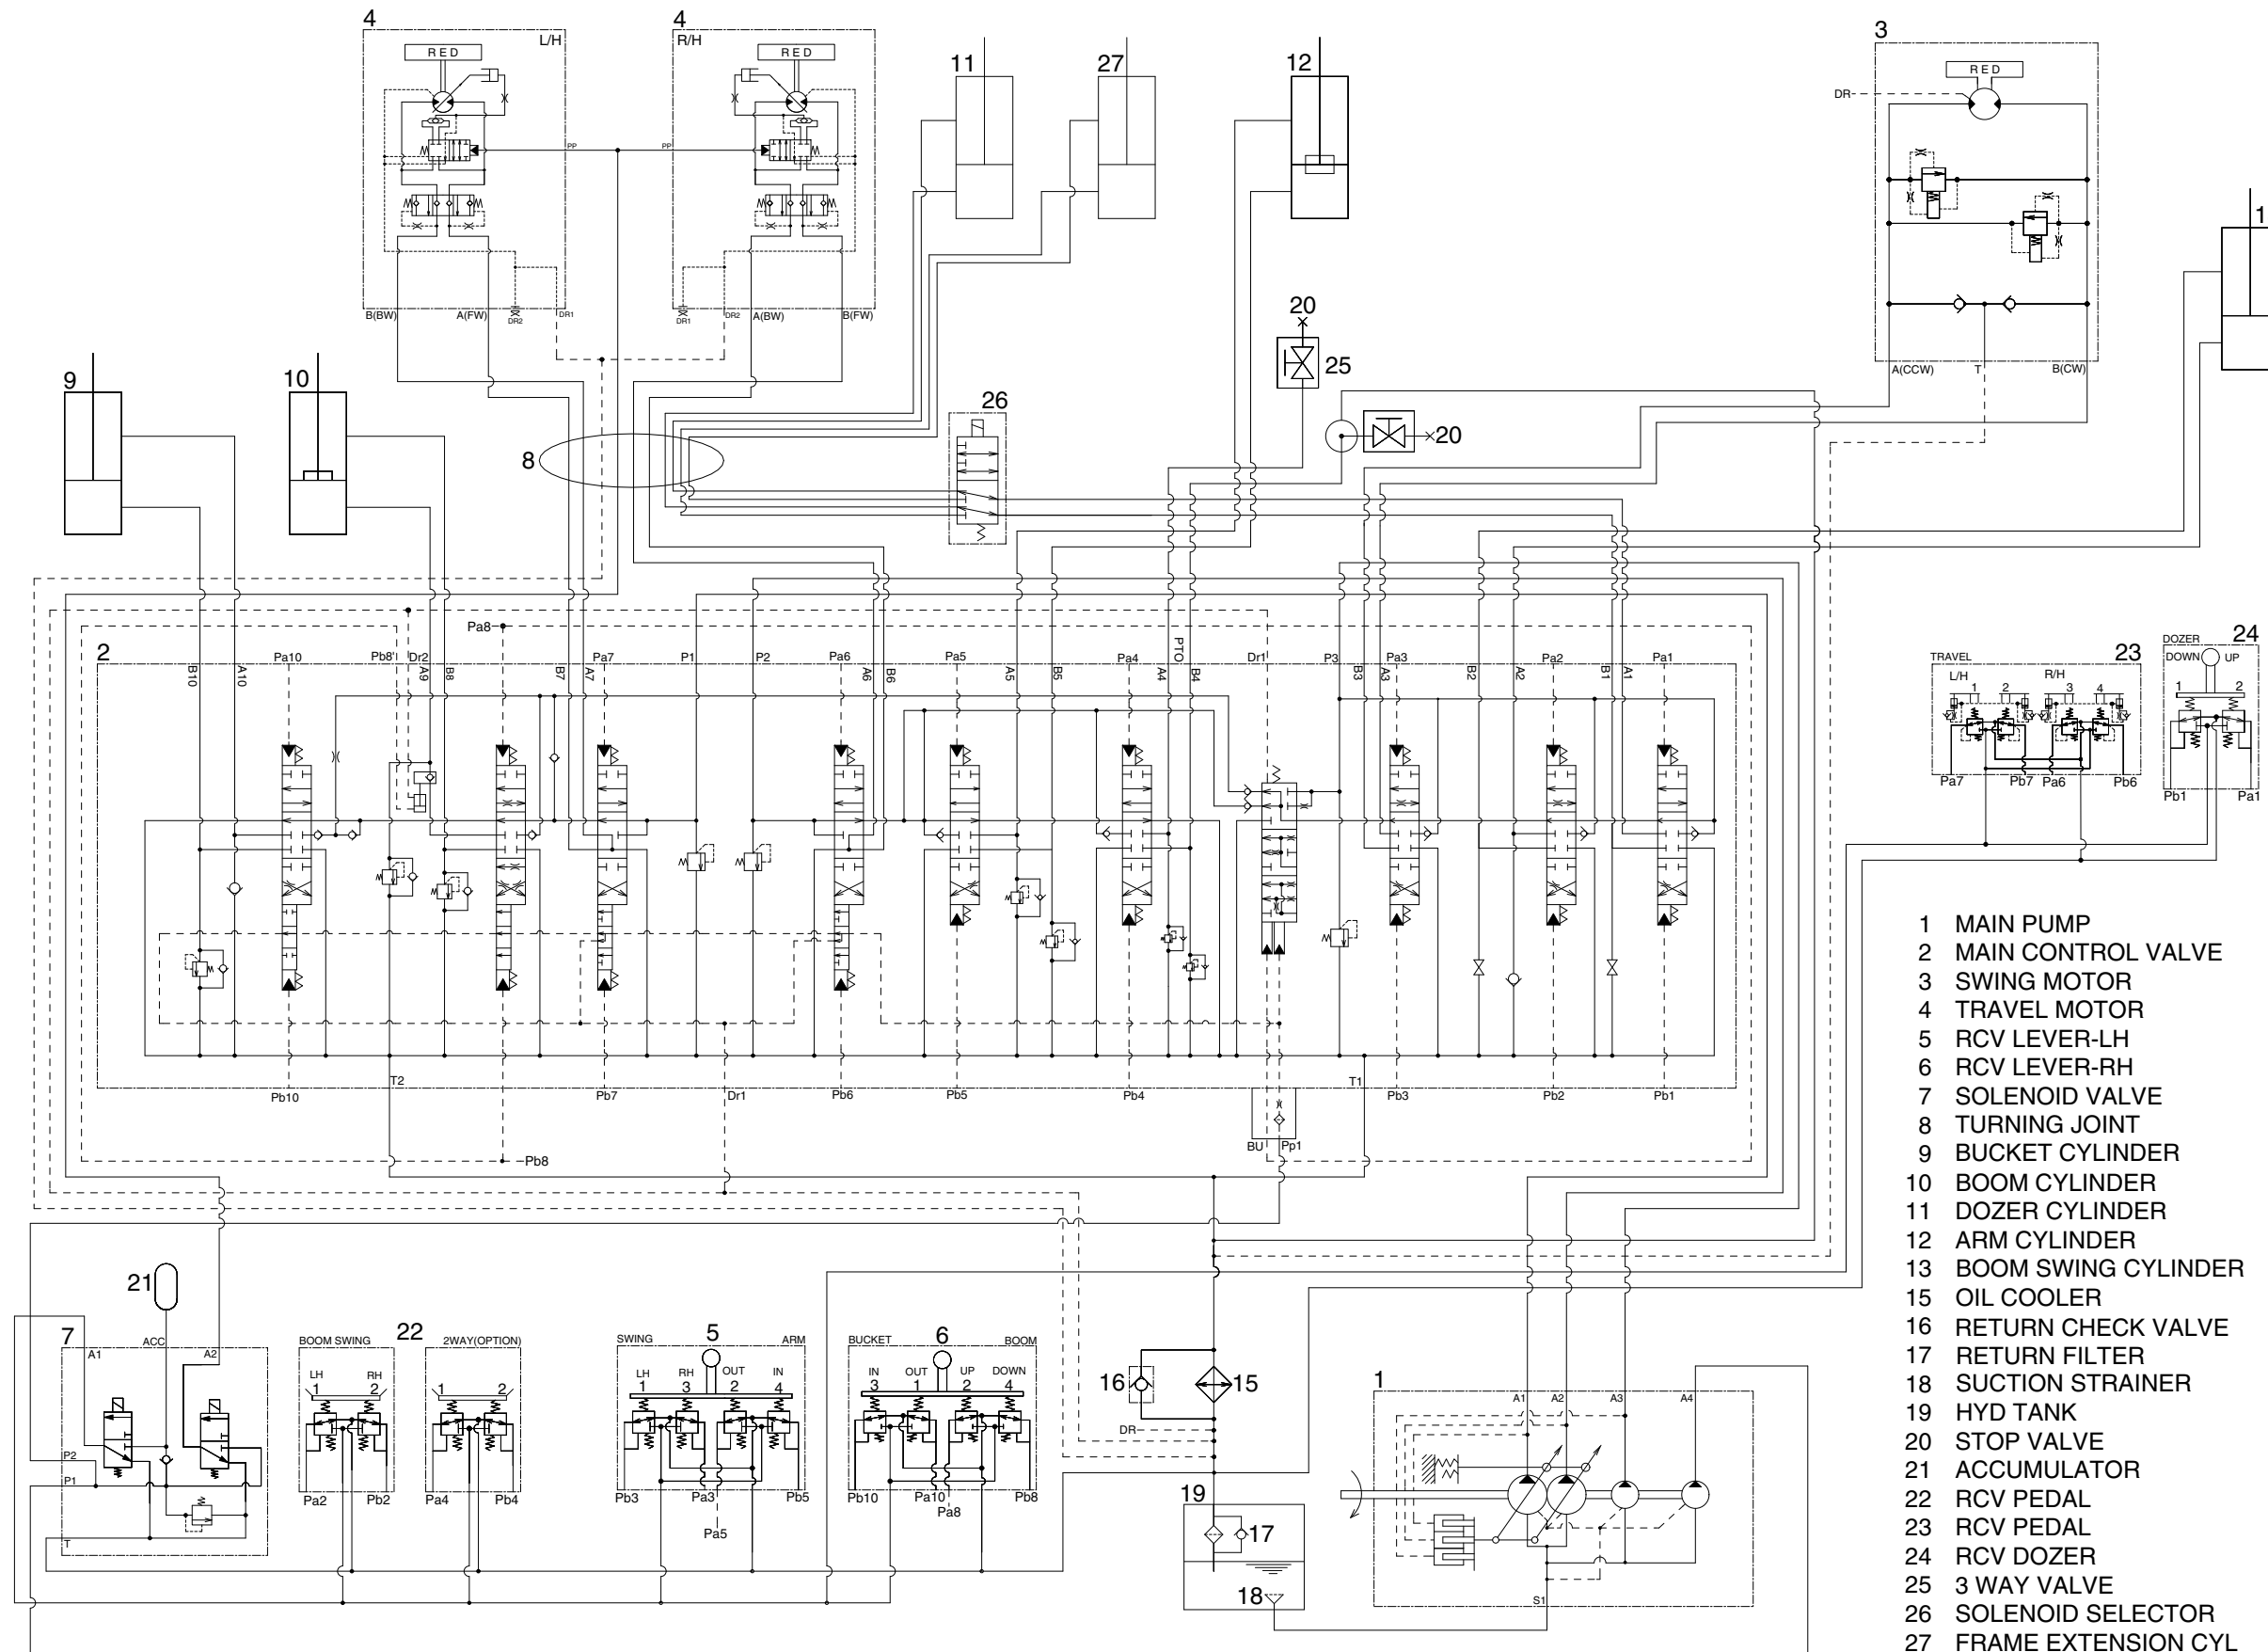 4
4
3
L/H
R/H
RED
RED
RED
11
27
12
DR
PP
PP
1
B(BW)
A(FW)
DR2
DR1
DR1
DR2
A(BW)
B(FW)
20
25
A(CCW)
T
B(CW)
9
10
26
20
8
Pa8
2
Pa10
Pb8'
Dr2
Pa7
P1
P2
Pa6
Pa5
Pa4
PTO
Dr1
P3
Pa3
Pa2
Pa1
B10
A10
A9
B8
B7
A7
A6
B6
A5
B5
A4
B4
B3
A3
B2
A2
B1
A1
TRAVEL
23
L/H
R/H
1
2
3
4
Pa7
Pb7
Pa6
Pb6
DOZER
24
DOWN
UP
1
2
Pb1
Pa1
T2
T1
Pb10
Pb7
Dr1
Pb6
Pb5
Pb4
Pb3
Pb2
Pb1
BU
Pp1
Pb8
1 MAIN PUMP
2 MAIN CONTROL VALVE
3 SWING MOTOR
4 TRAVEL MOTOR
5 RCV LEVER-LH
6 RCV LEVER-RH
7 SOLENOID VALVE
8 TURNING JOINT
9 BUCKET CYLINDER
10 BOOM CYLINDER
11 DOZER CYLINDER
12 ARM CYLINDER
13 BOOM SWING CYLINDER
15 OIL COOLER
16 RETURN CHECK VALVE
17 RETURN FILTER
18 SUCTION STRAINER
19 HYD TANK
20 STOP VALVE
21 ACCUMULATOR
22 RCV PEDAL
23 RCV PEDAL
24 RCV DOZER
25 3 WAY VALVE
26 SOLENOID SELECTOR
27 FRAME EXTENSION CYL
21
7
ACC
A1
A2
P2
P1
T
BOOM SWING
22
2WAY(OPTION)
LH
RH
1
2
1
2
Pa2
Pb2
Pa4
Pb4
SWING
5
ARM
LH
RH
OUT
IN
1
3
2
4
Pb3
Pa3
Pb5
Pa5
BUCKET
6
BOOM
IN
OUT
UP
DOWN
3
1
2
4
Pb10
Pa10
Pb8
Pa8
16
15
DR
19
17
18
1
A1
A2
A3
A4
S1